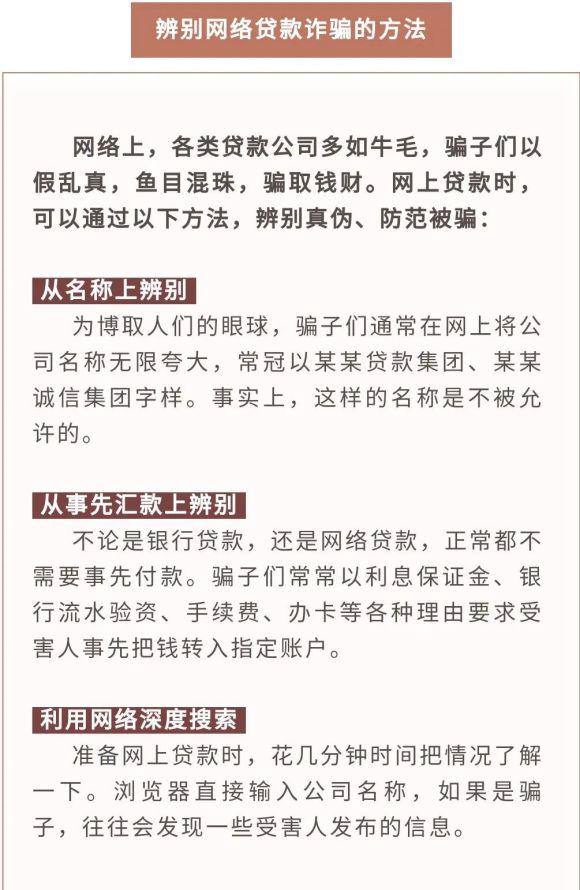 辨别网络贷款诈骗的方法
网络上，各类贷款公司多如牛毛，骗子们以
假乱真，鱼目混珠，骗取钱财。网上贷款时，
可以通过以下方法，辨别真伪、防范被骗：
从名称上辨别
为博取人们的眼球，骗子们通常在网上将公
司名称无限夸大，常冠以某某贷款集团、某某
诚信集团字样。事实上，这样的名称是不被允
许的。
从事先汇款上辨别
不论是银行贷款，还是网络贷款，正常都不
需要事先付款。骗子们常常以利息保证金、银
行流水验资、手续费、办卡等各种理由要求受
害人事先把钱转入指定账户。
利用网络深度搜索
准备网上贷款时，花几分钟时间把情况了解
一下。浏览器直接输入公司名称，如果是骗
子，往往会发现一些受害人发布的信息。